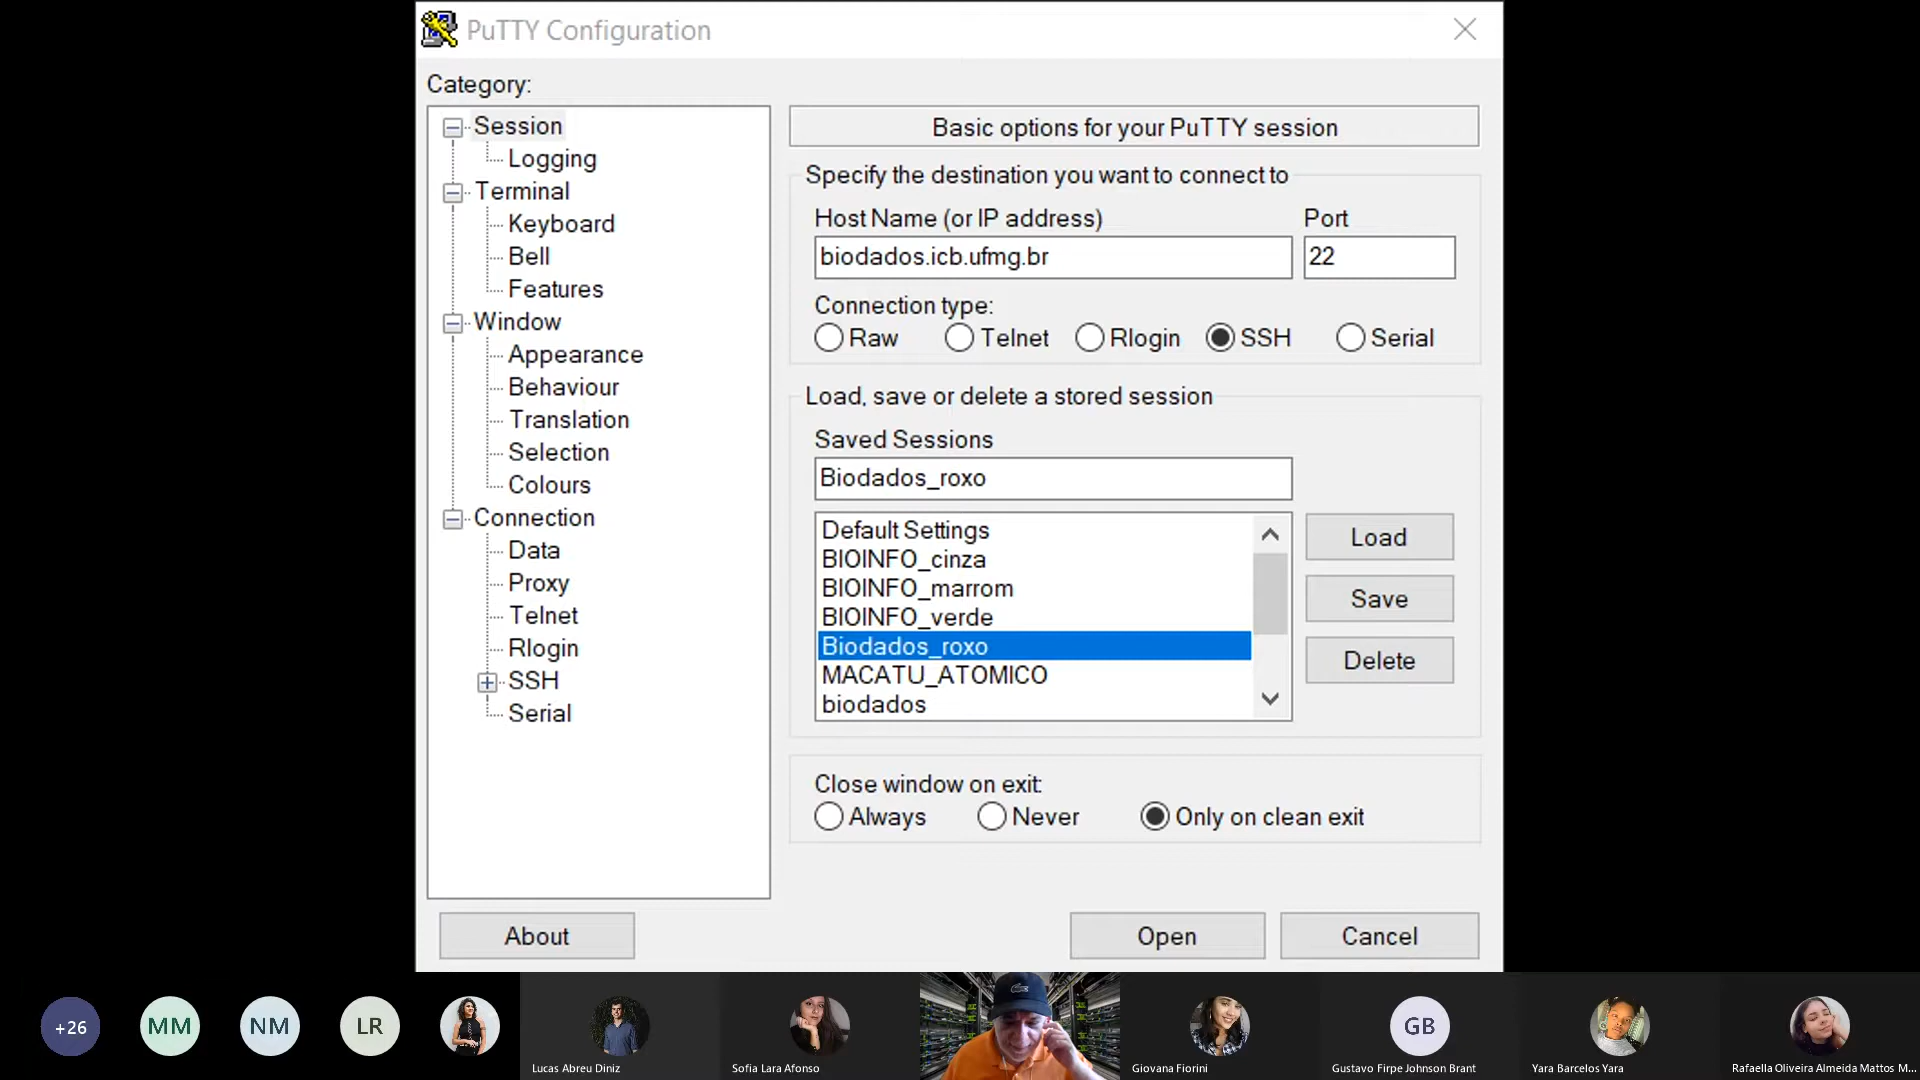 PuTTY Configuration
Category:
Session
Logging
Terminal
Keyboard
Bell
Features
Window
Appearance
Behaviour
Translation
Selection
Colours
Connection
Data
Proxy
Telnet
Rlogin
SSH
Serial
Basic options for your PuTTY session
Specify the destination you want to connect to
Host Name (or IP address) Port
biodados.icb.ufmg.br 22
Connection type:
Raw Telnet Rlogin SSH Serial
Load, save or delete a stored session
Saved Sessions
Biodados_roxo
Default Settings
BIOINFO_cinza
BIOINFO_marrom
BIOINFO_verde
Biodados_roxo
MACATU_ATOMICO
biodados
Load
Save
Delete
Close window on exit:
Always Never Only on clean exit
About Open Cancel
+26 MM NM LR GB
Lucas Abreu Diniz Sofia Lara Afonso Giovana Fiorini Gustavo Firpe Johnson Brant Yara Barcelos Yara Rafaella Oliveira Almeida Mattos M...